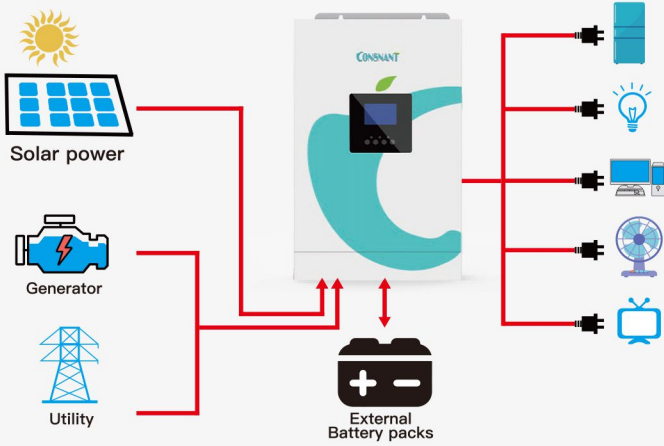 CONSNANT
Solar power
Generator
Utility
External
Battery packs